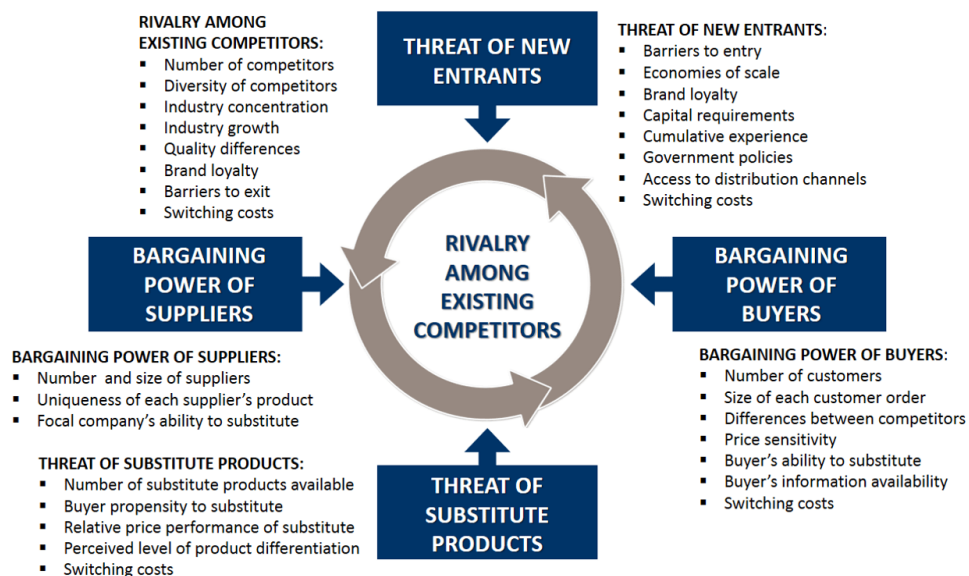 RIVALRY AMONG
EXISTING COMPETITORS:
▪ Number of competitors
▪ Diversity of competitors
▪ Industry concentration
▪ Industry growth
▪ Quality differences
▪ Brand loyalty
▪ Barriers to exit
▪ Switching costs
THREAT OF NEW
ENTRANTS
THREAT OF NEW ENTRANTS:
▪ Barriers to entry
▪ Economies of scale
▪ Brand loyalty
▪ Capital requirements
▪ Cumulative experience
▪ Government policies
▪ Access to distribution channels
▪ Switching costs
BARGAINING
POWER OF
SUPPLIERS
RIVALRY
AMONG
EXISTING
COMPETITORS
BARGAINING
POWER OF
BUYERS
BARGAINING POWER OF SUPPLIERS:
▪ Number  and size of suppliers
▪ Uniqueness of each supplier’s product
▪ Focal company’s ability to substitute
BARGAINING POWER OF BUYERS:
▪ Number of customers
▪ Size of each customer order
▪ Differences between competitors
▪ Price sensitivity
▪ Buyer’s ability to substitute
▪ Buyer’s information availability
▪ Switching costs
THREAT OF SUBSTITUTE PRODUCTS:
▪ Number of substitute products available
▪ Buyer propensity to substitute
▪ Relative price performance of substitute
▪ Perceived level of product differentiation
▪ Switching costs
THREAT OF
SUBSTITUTE
PRODUCTS